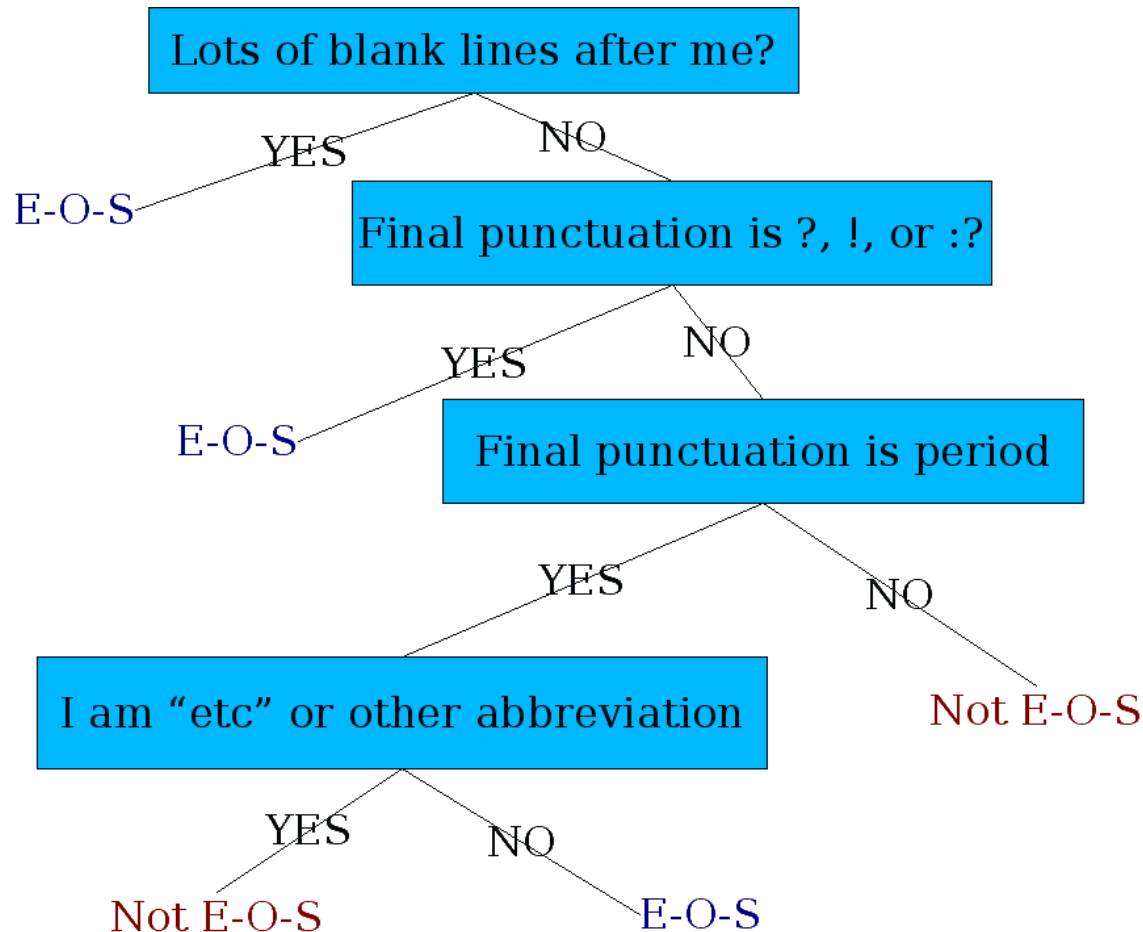 Lots of blank lines after me?
YES
NO
E-O-S
Final punctuation is ?, !, or :?
YES
NO
E-O-S
Final punctuation is period
YES
NO
I am “etc” or other abbreviation
Not E-O-S
YES
NO
Not E-O-S
E-O-S